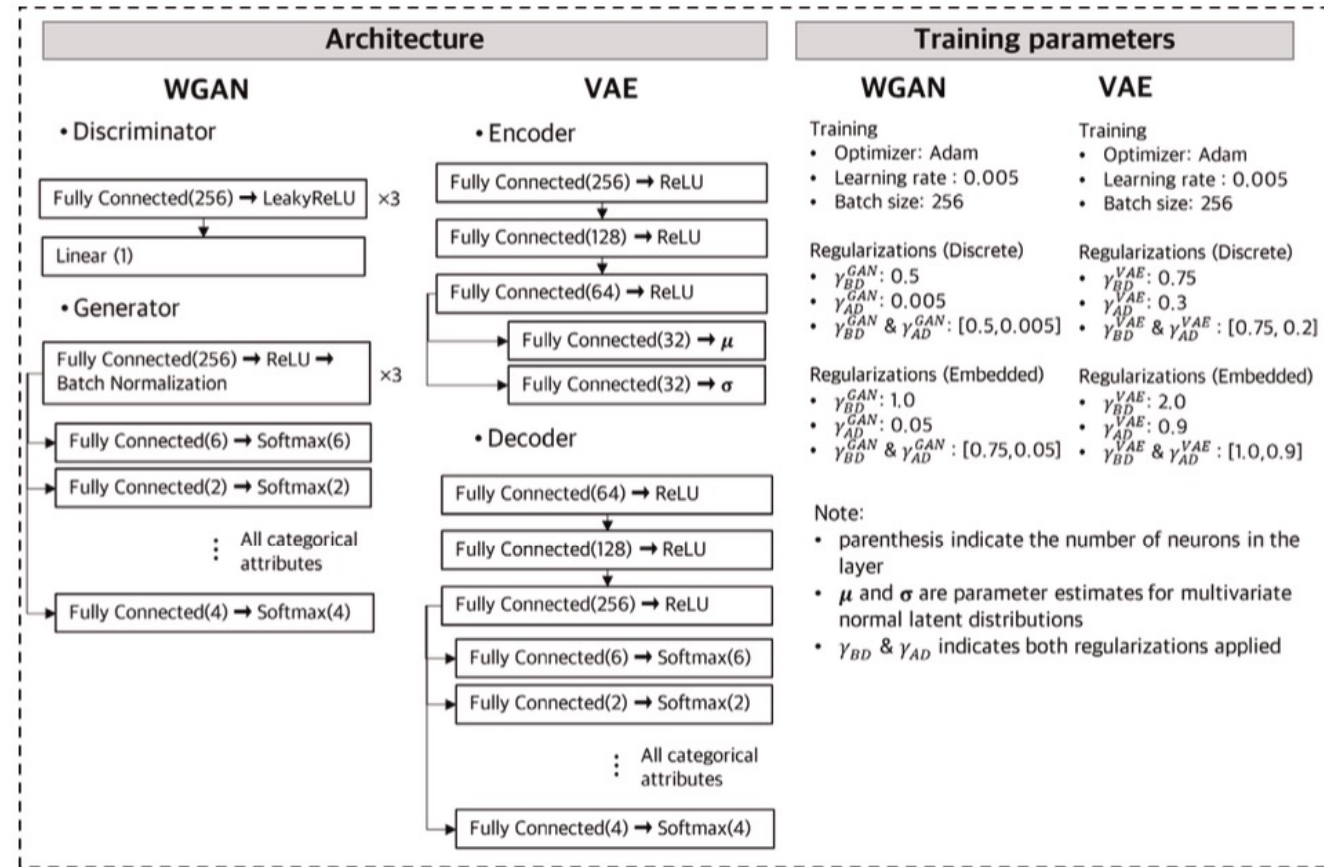 Architecture
WGAN
• Discriminator
Fully Connected(256) → LeakyReLU ×3
Linear (1)
• Generator
Fully Connected(256) → ReLU →
Batch Normalization
×3
Fully Connected(6) → Softmax(6)
Fully Connected(2) → Softmax(2)
⋮ All categorical
attributes
Fully Connected(4) → Softmax(4)
VAE
• Encoder
Fully Connected(256) → ReLU
Fully Connected(128) → ReLU
Fully Connected(64) → ReLU
Fully Connected(32) → μ
Fully Connected(32) → σ
• Decoder
Fully Connected(64) → ReLU
Fully Connected(128) → ReLU
Fully Connected(256) → ReLU
Fully Connected(6) → Softmax(6)
Fully Connected(2) → Softmax(2)
⋮ All categorical
attributes
Fully Connected(4) → Softmax(4)
Training parameters
WGAN
Training
• Optimizer: Adam
• Learning rate : 0.005
• Batch size: 256
Regularizations (Discrete)
• γ_BD^GAN: 0.5
• γ_AD^GAN: 0.005
• γ_BD^GAN & γ_AD^GAN: [0.5,0.005]
Regularizations (Embedded)
• γ_BD^GAN: 1.0
• γ_AD^GAN: 0.05
• γ_BD^GAN & γ_AD^GAN : [0.75,0.05]
VAE
Training
• Optimizer: Adam
• Learning rate : 0.005
• Batch size: 256
Regularizations (Discrete)
• γ_BD^VAE: 0.75
• γ_AD^VAE: 0.3
• γ_BD^VAE & γ_AD^VAE : [0.75, 0.2]
Regularizations (Embedded)
• γ_BD^VAE: 2.0
• γ_AD^VAE: 0.9
• γ_BD^VAE & γ_AD^VAE : [1.0,0.9]
Note:
• parenthesis indicate the number of neurons in the
layer
• μ and σ are parameter estimates for multivariate
normal latent distributions
• γ_BD & γ_AD indicates both regularizations applied